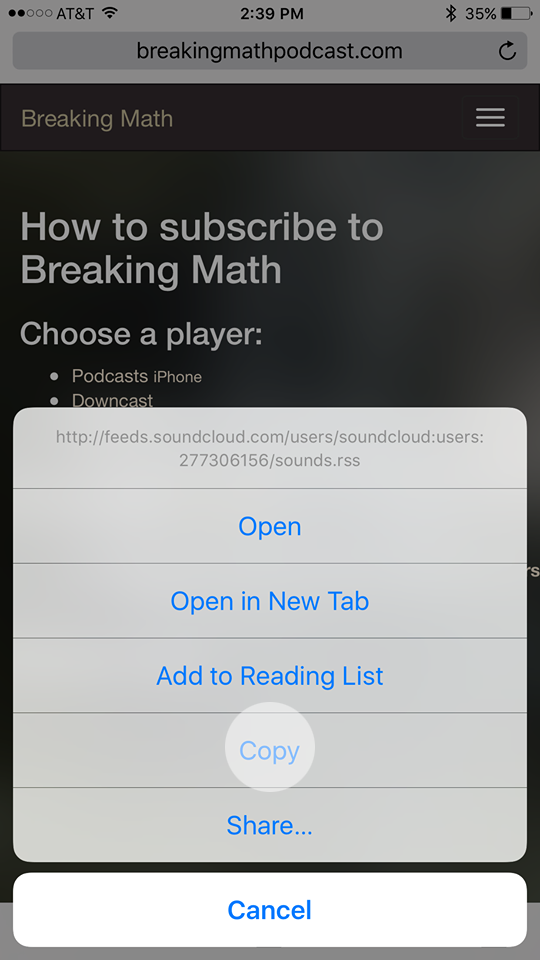 AT&T 2:39 PM 35%
breakingmathpodcast.com
Breaking Math
How to subscribe to
Breaking Math
Choose a player:
Podcasts iPhone
Downcast
http://feeds.soundcloud.com/users/soundcloud:users:
277306156/sounds.rss
Open
Open in New Tab
rs
Add to Reading List
Copy
Share...
Cancel